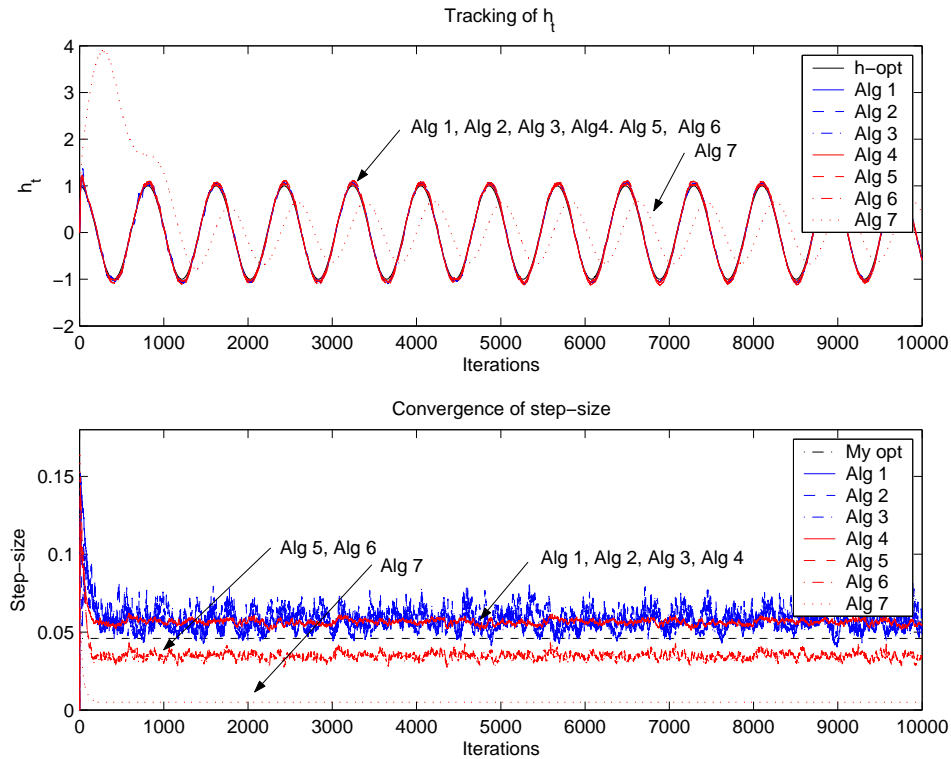 Tracking of h_t
4
3
2
1
0
−1
−2
h_t
0 1000 2000 3000 4000 5000 6000 7000 8000 9000 10000
Iterations
Alg 1, Alg 2, Alg 3, Alg4. Alg 5, Alg 6
Alg 7
h−opt
Alg 1
Alg 2
Alg 3
Alg 4
Alg 5
Alg 6
Alg 7
Convergence of step−size
0.15
0.1
0.05
0
Step−size
0 1000 2000 3000 4000 5000 6000 7000 8000 9000 10000
Iterations
Alg 5, Alg 6
Alg 7
Alg 1, Alg 2, Alg 3, Alg 4
My opt
Alg 1
Alg 2
Alg 3
Alg 4
Alg 5
Alg 6
Alg 7